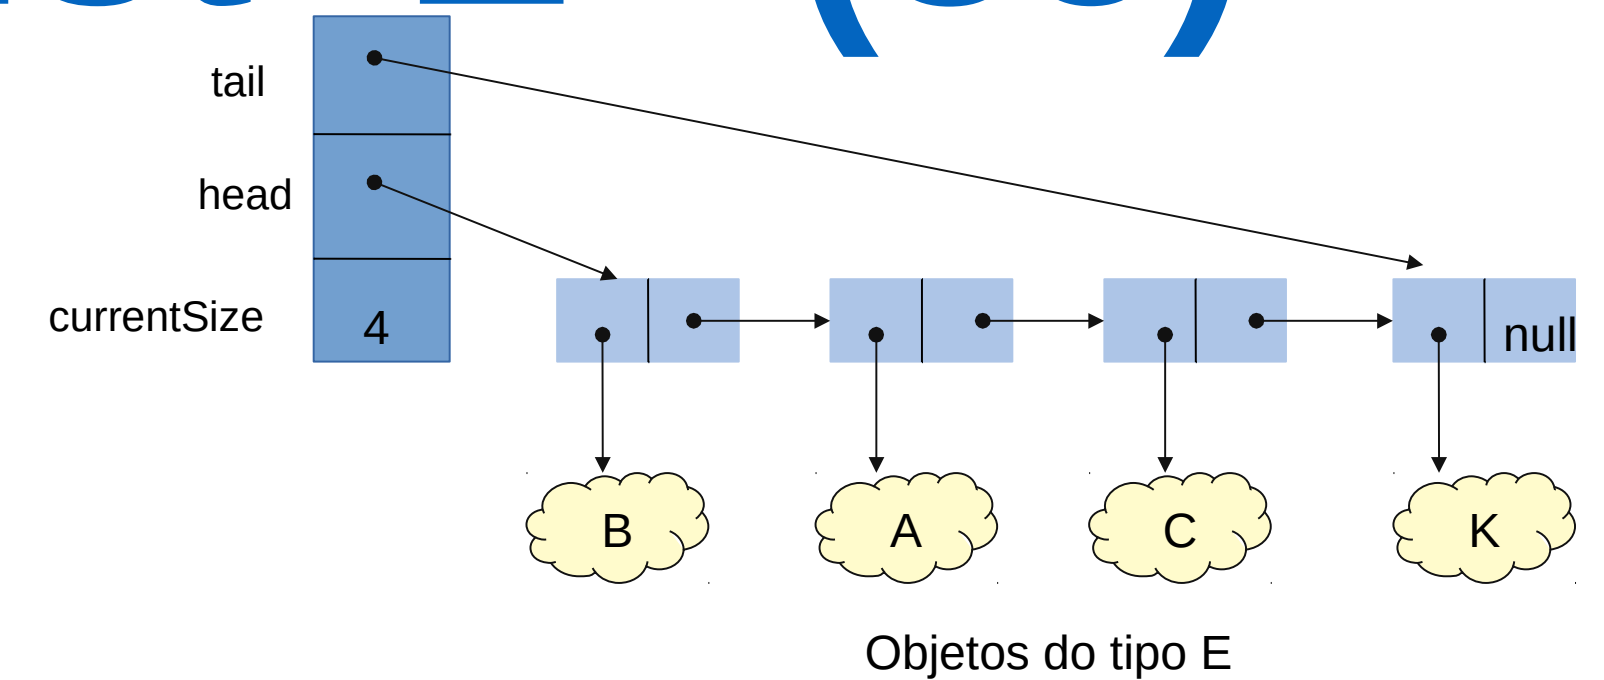 tail
head
currentSize
4
null
B
A
C
K
Objetos do tipo E